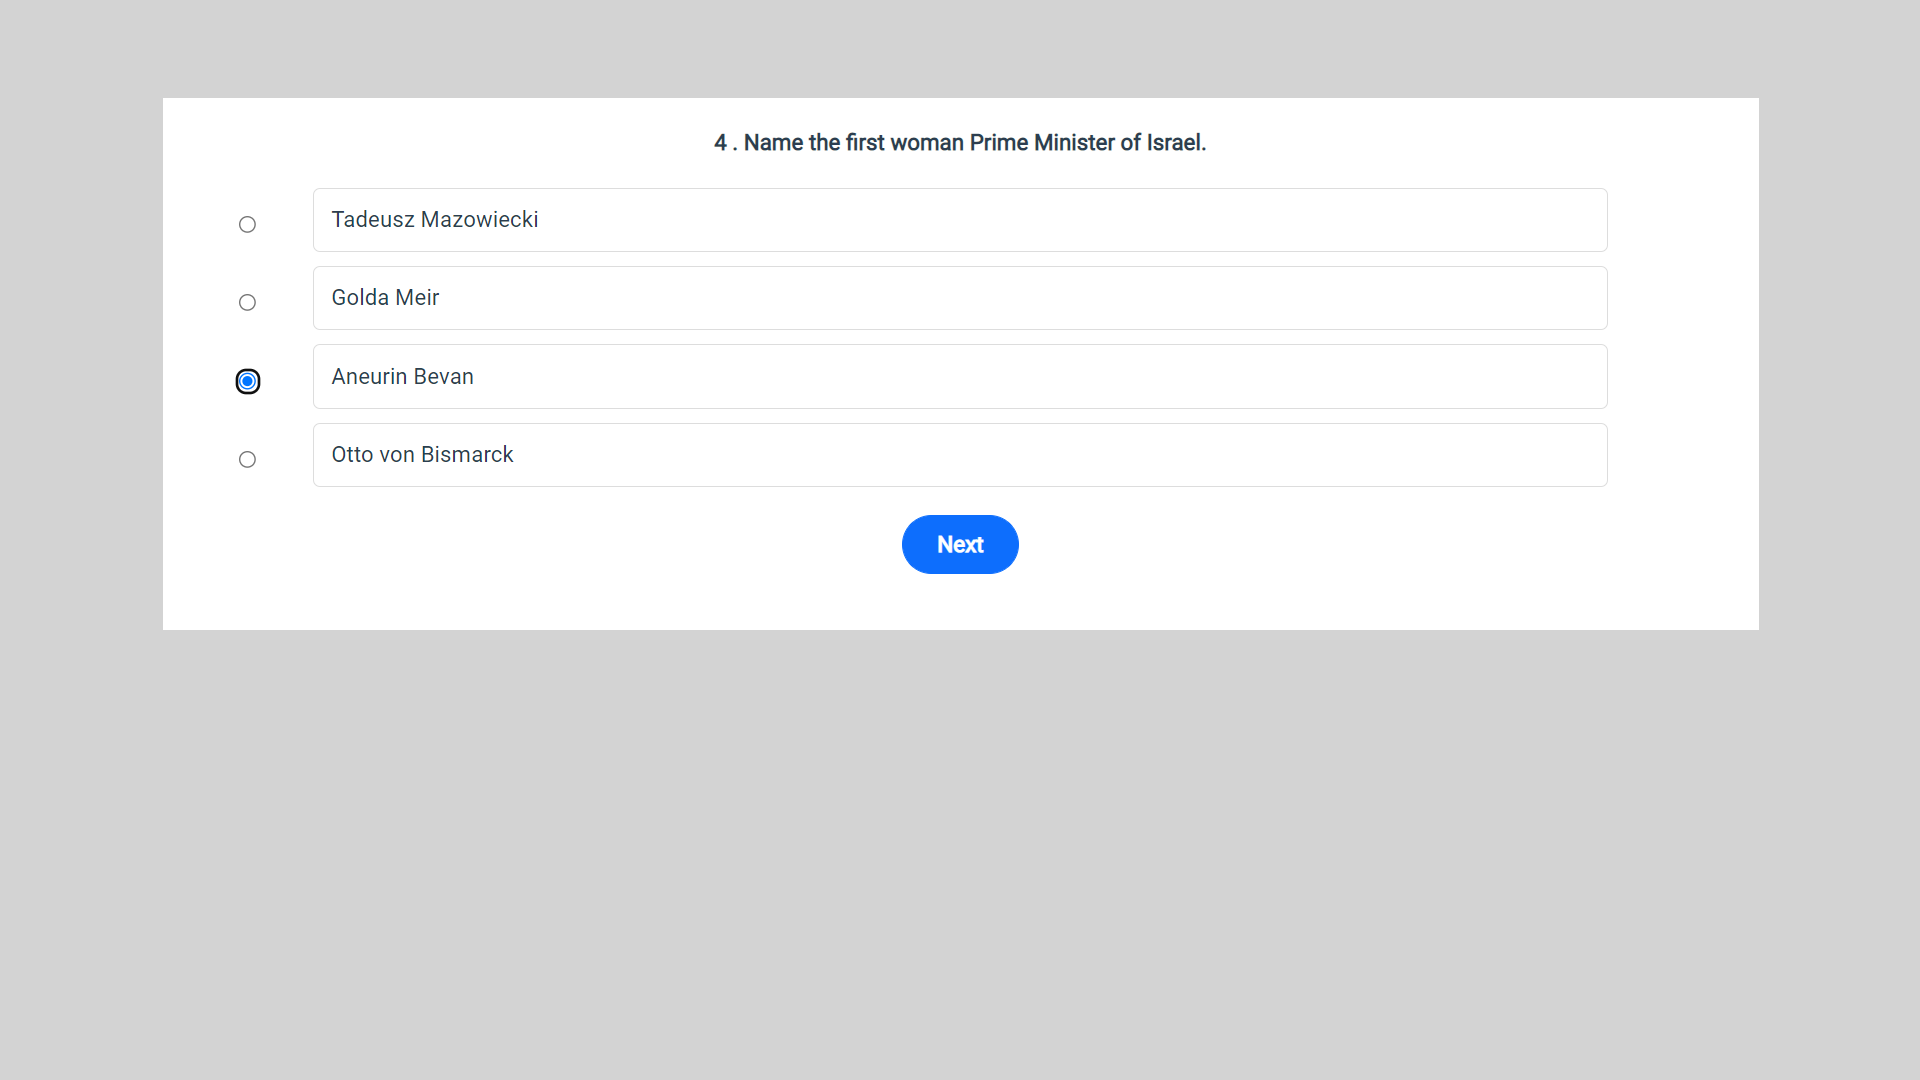 4 . Name the first woman Prime Minister of Israel.
Tadeusz Mazowiecki
Golda Meir
Aneurin Bevan
Otto von Bismarck
Next